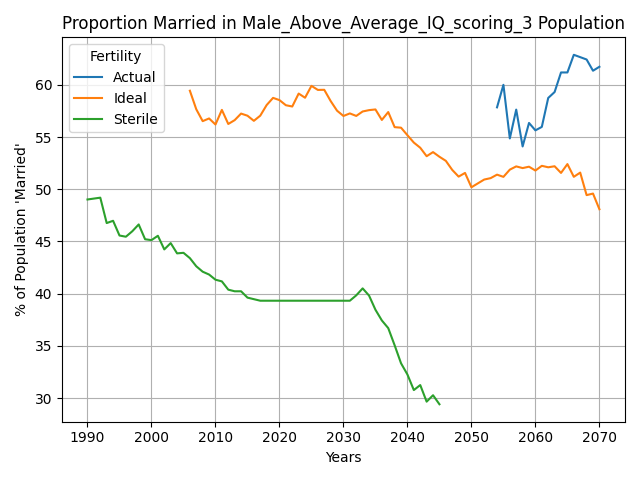 Proportion Married in Male_Above_Average_IQ_scoring_3 Population
Fertility
Actual
Ideal
Sterile
% of Population 'Married'
60
55
50
45
40
35
30
1990 2000 2010 2020 2030 2040 2050 2060 2070
Years